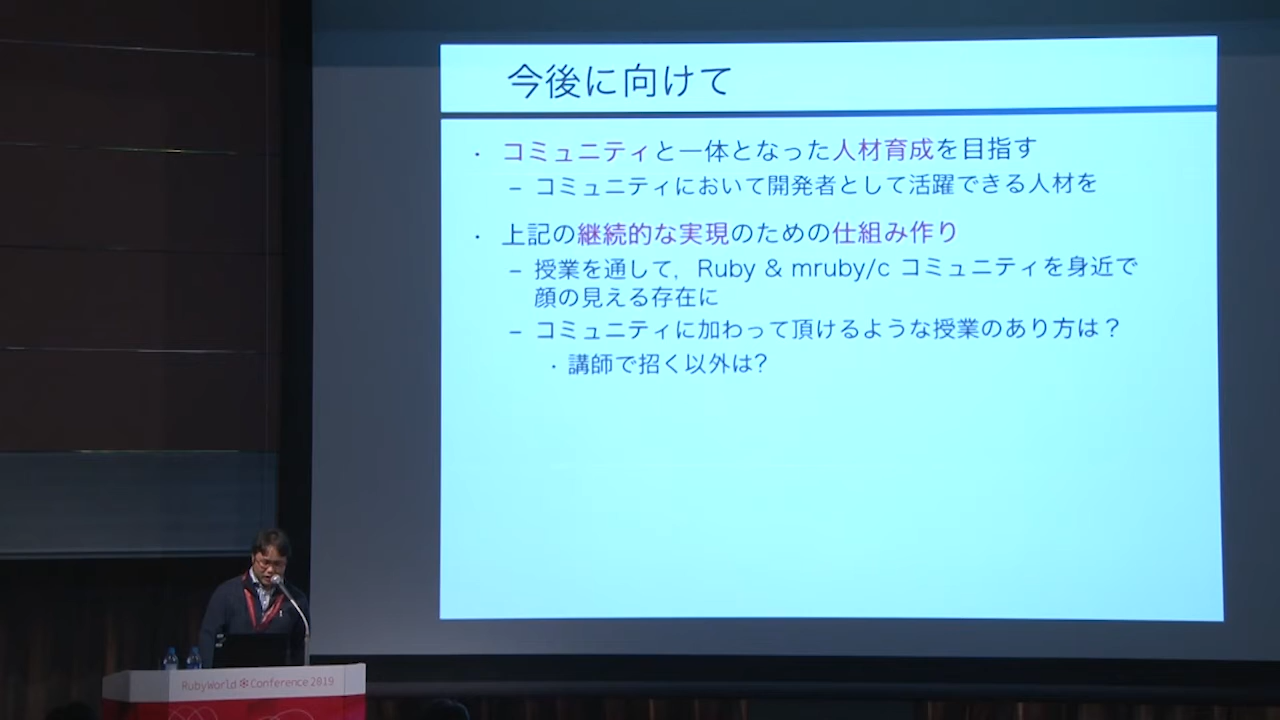 今後に向けて
・ コミュニティと一体となった人材育成を目指す
– コミュニティにおいて開発者として活躍できる人材を
・ 上記の継続的な実現のための仕組み作り
– 授業を通して，Ruby & mruby/c コミュニティを身近で
顔の見える存在に
– コミュニティに加わって頂けるような授業のあり方は？
・ 講師で招く以外は?
RubyWorld Conference 2019